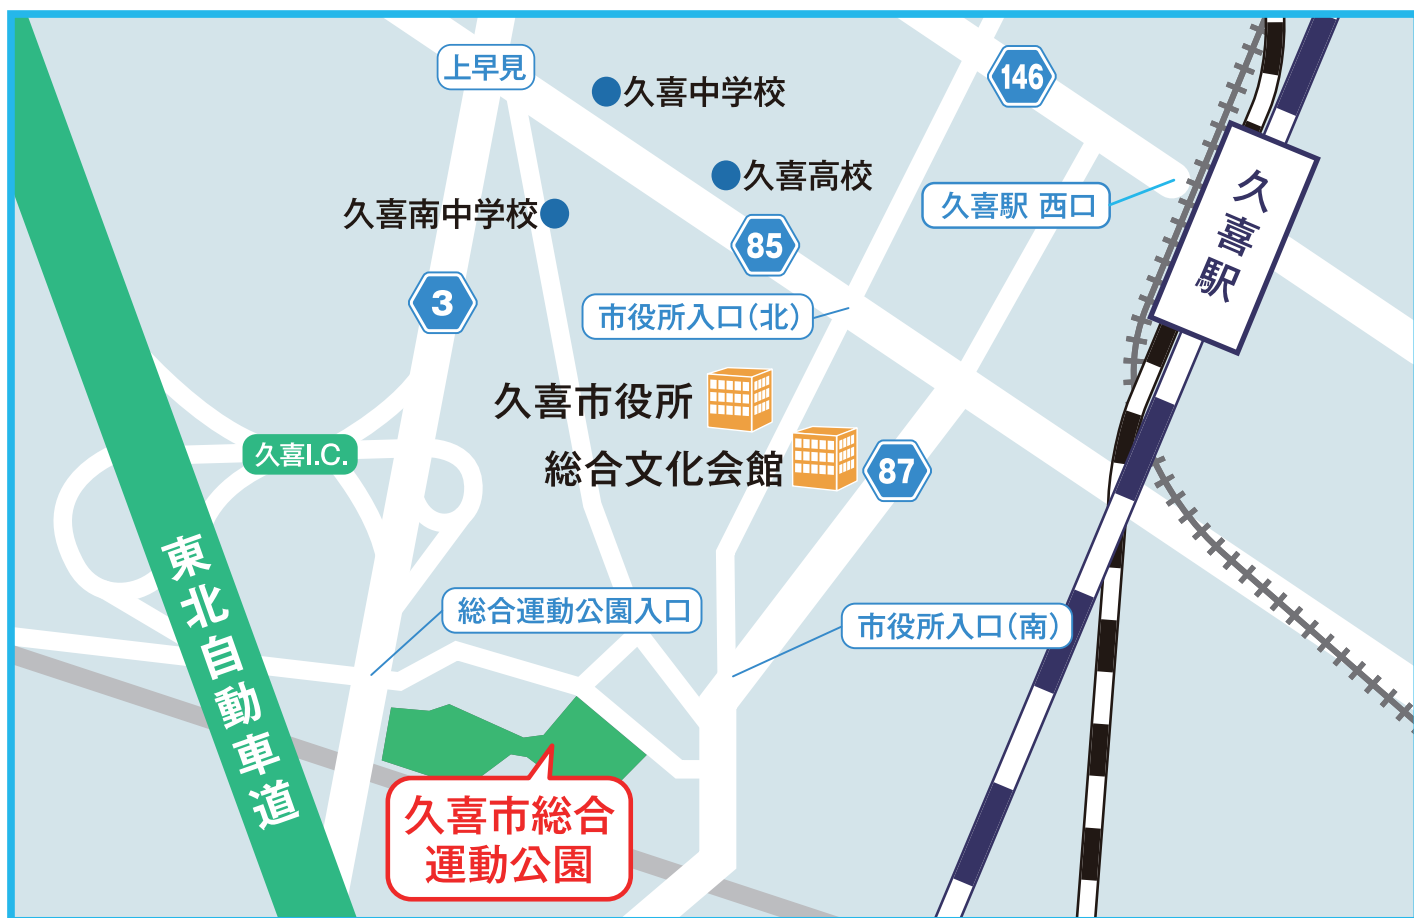 上早見
久喜中学校
146
久喜高校
久喜南中学校
久喜駅 西口
久喜駅
85
3
市役所入口(北)
久喜市役所
総合文化会館
87
久喜I.C.
東北自動車道
総合運動公園入口
市役所入口(南)
久喜市総合
運動公園